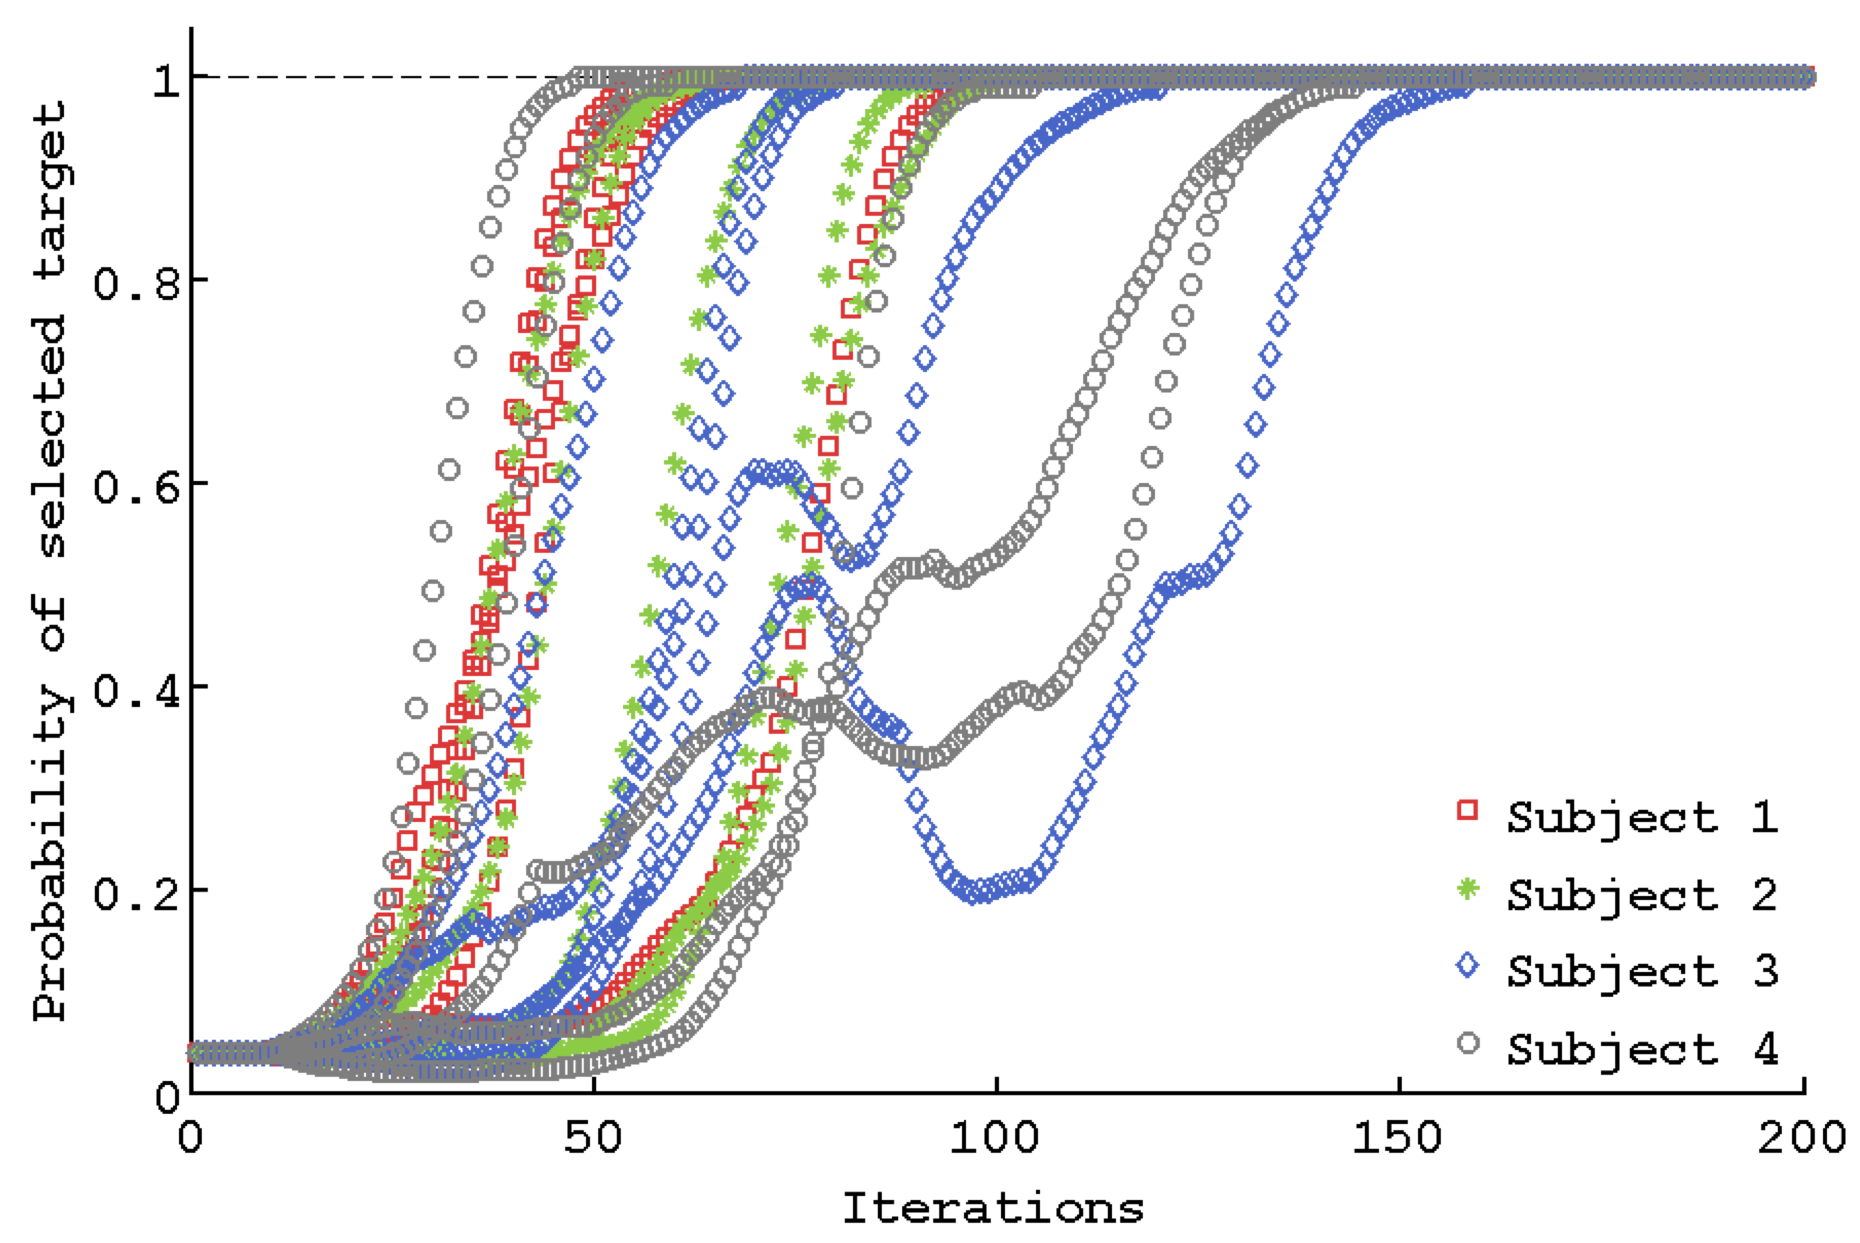 Probability of selected target
1
0.8
0.6
0.4
0.2
0
0 50 100 150 200
Iterations
Subject 1
Subject 2
Subject 3
Subject 4